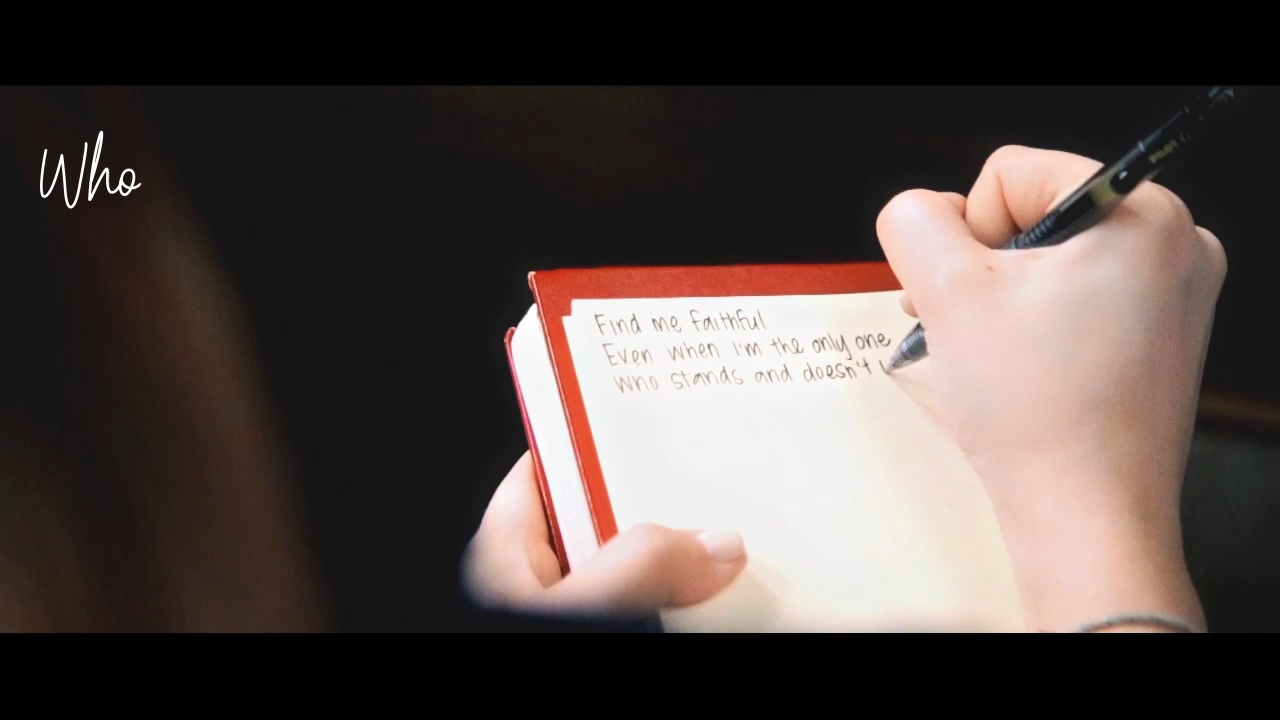 Who
Find me faithful
Even when I'm the only one
who stands and doesn't